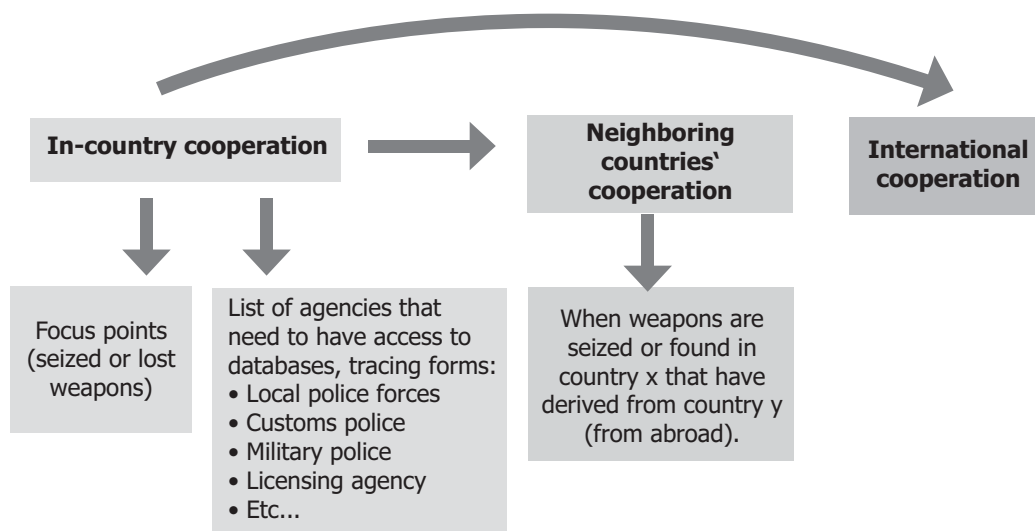 In-country cooperation
Neighboring
countries‘
cooperation
International
cooperation
Focus points
(seized or lost
weapons)
List of agencies that
need to have access to
databases, tracing forms:
• Local police forces
• Customs police
• Military police
• Licensing agency
• Etc...
When weapons are
seized or found in
country x that have
derived from country y
(from abroad).